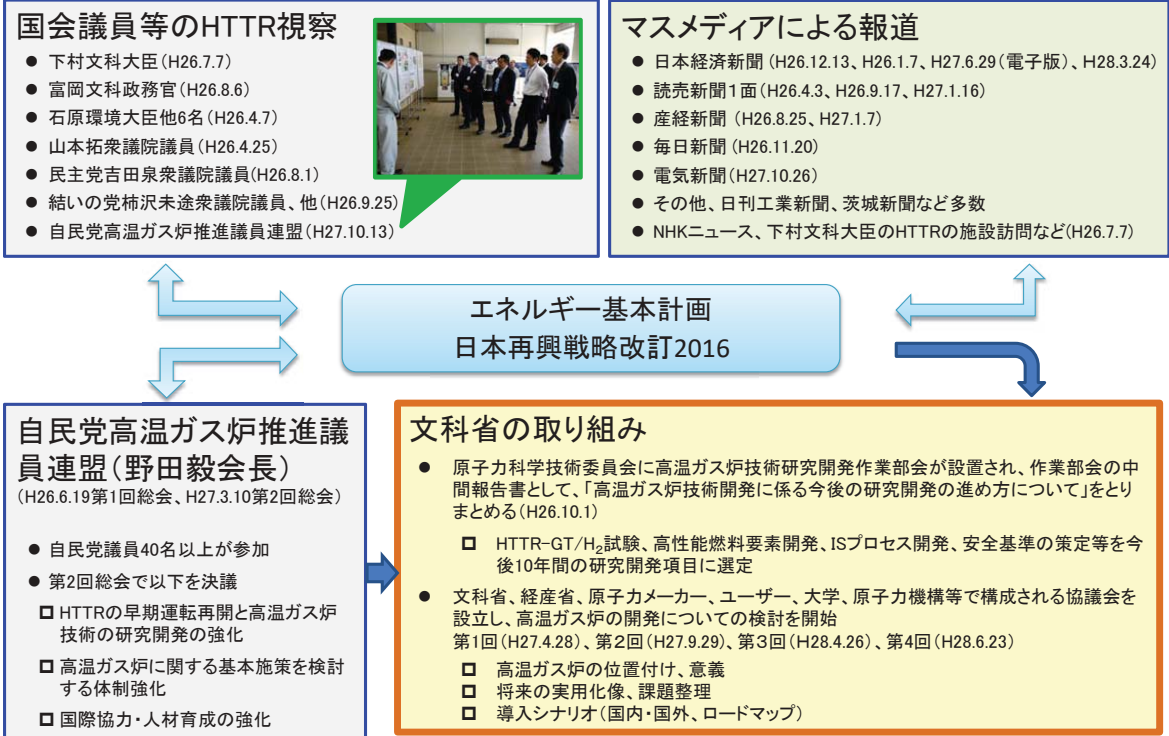 国会議員等のHTTR視察
● 下村文科大臣(H26.7.7)
● 富岡文科政務官(H26.8.6)
● 石原環境大臣他6名(H26.4.7)
● 山本拓衆議院議員(H26.4.25)
● 民主党吉田泉衆議院議員(H26.8.1)
● 結いの党柿沢未途衆議院議員、他(H26.9.25)
● 自民党高温ガス炉推進議員連盟(H27.10.13)
マスメディアによる報道
● 日本経済新聞(H26.12.13、H26.1.7、H27.6.29(電子版)、H28.3.24)
● 読売新聞1面(H26.4.3、H26.9.17、H27.1.16)
● 産経新聞(H26.8.25、H27.1.7)
● 毎日新聞(H26.11.20)
● 電気新聞(H27.10.26)
● その他、日刊工業新聞、茨城新聞など多数
● NHKニュース、下村文科大臣のHTTRの施設訪問など(H26.7.7)
エネルギー基本計画
日本再興戦略改訂2016
自民党高温ガス炉推進議
員連盟(野田毅会長)
(H26.6.19第1回総会、H27.3.10第2回総会)
● 自民党議員40名以上が参加
● 第2回総会で以下を決議
□ HTTRの早期運転再開と高温ガス炉
技術の研究開発の強化
□ 高温ガス炉に関する基本施策を検討
する体制強化
□ 国際協力・人材育成の強化
文科省の取り組み
● 原子力科学技術委員会に高温ガス炉技術研究開発作業部会が設置され、作業部会の中
間報告書として、「高温ガス炉技術開発に係る今後の研究開発の進め方について」をとり
まとめる(H26.10.1)
□ HTTR-GT/H₂試験、高性能燃料要素開発、ISプロセス開発、安全基準の策定等を今
後10年間の研究開発項目に選定
● 文科省、経産省、原子力メーカー、ユーザー、大学、原子力機構等で構成される協議会を
設立し、高温ガス炉の開発についての検討を開始
第1回(H27.4.28)、第2回(H27.9.29)、第3回(H28.4.26)、第4回(H28.6.23)
□ 高温ガス炉の位置付け、意義
□ 将来の実用化像、課題整理
□ 導入シナリオ(国内・国外、ロードマップ)